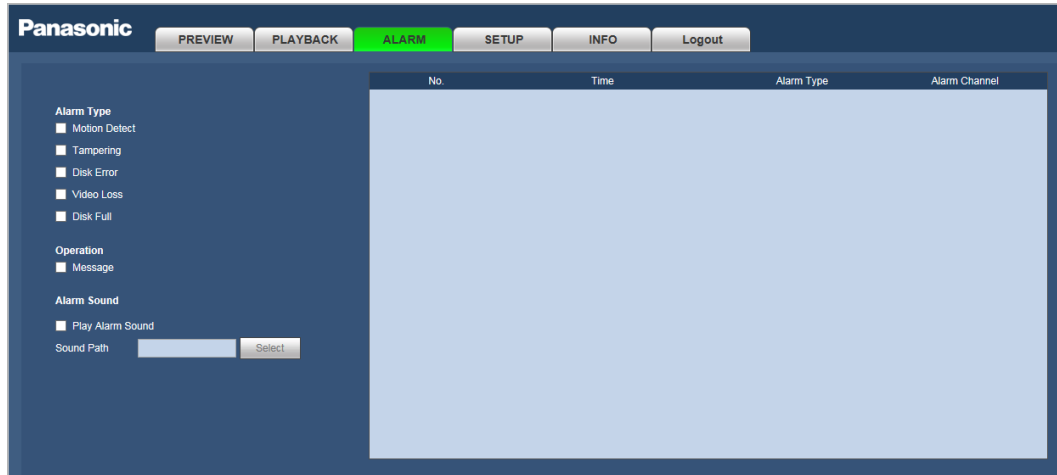 Panasonic
PREVIEW PLAYBACK ALARM SETUP INFO Logout
No. Time Alarm Type Alarm Channel
Alarm Type
Motion Detect
Tampering
Disk Error
Video Loss
Disk Full
Operation
Message
Alarm Sound
Play Alarm Sound
Sound Path Select